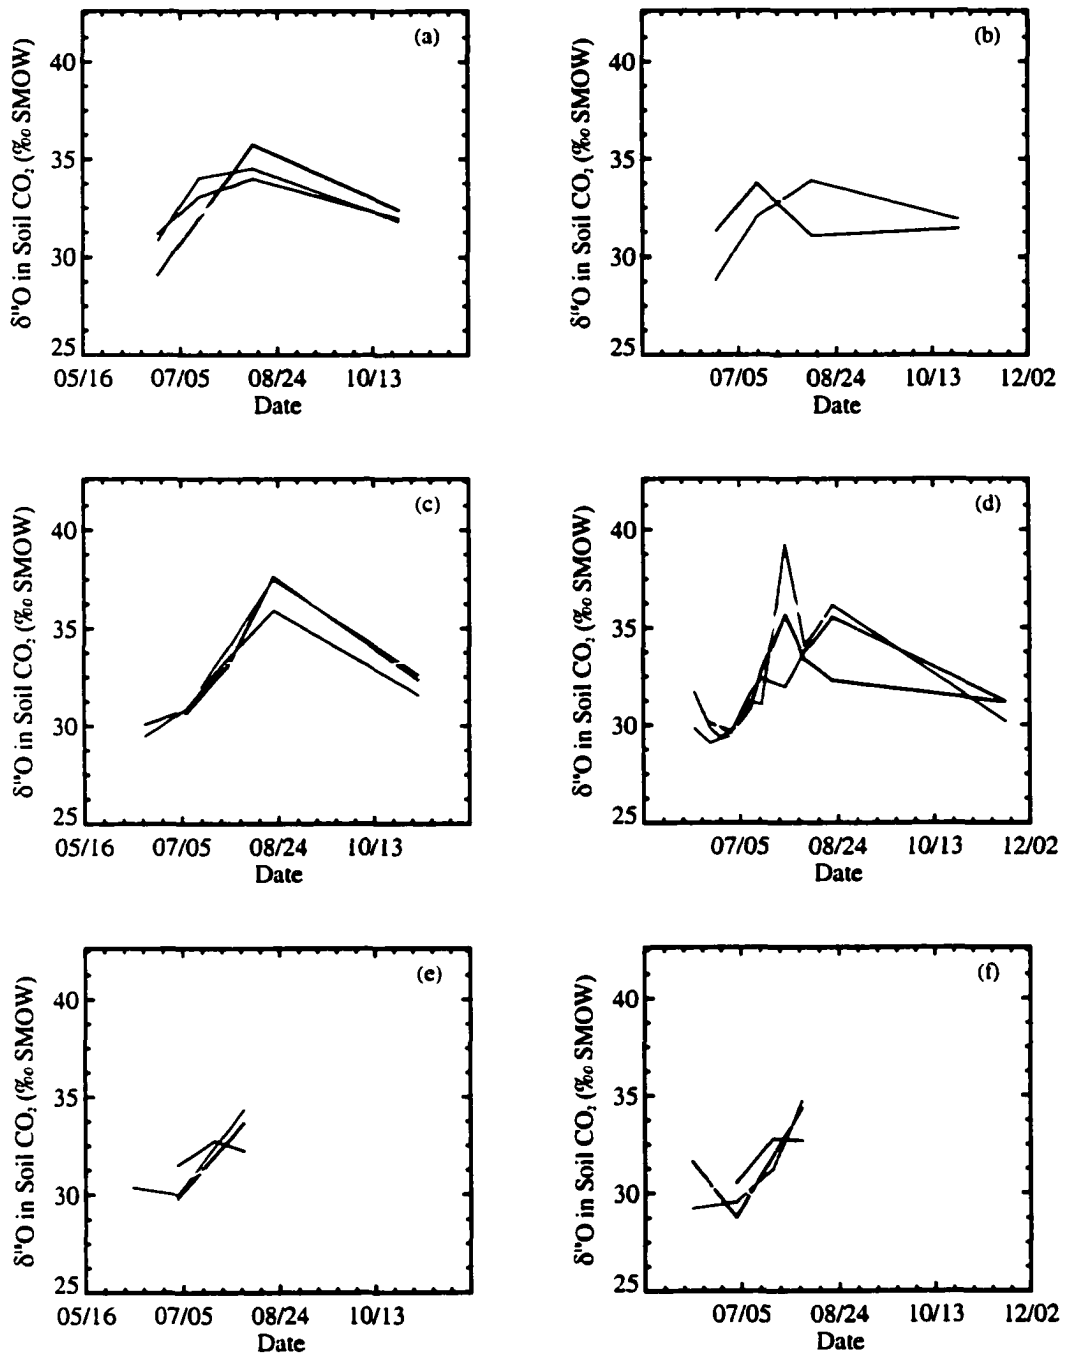 (a)
(b)
δ¹⁸O in Soil CO₂ (‰ SMOW)
δ¹⁸O in Soil CO₂ (‰ SMOW)
40
35
30
25
40
35
30
25
05/16 07/05 08/24 10/13
07/05 08/24 10/13 12/02
Date
Date
(c)
(d)
δ¹⁸O in Soil CO₂ (‰ SMOW)
δ¹⁸O in Soil CO₂ (‰ SMOW)
40
35
30
25
40
35
30
25
05/16 07/05 08/24 10/13
07/05 08/24 10/13 12/02
Date
Date
(e)
(f)
δ¹⁸O in Soil CO₂ (‰ SMOW)
δ¹⁸O in Soil CO₂ (‰ SMOW)
40
35
30
25
40
35
30
25
05/16 07/05 08/24 10/13
07/05 08/24 10/13 12/02
Date
Date